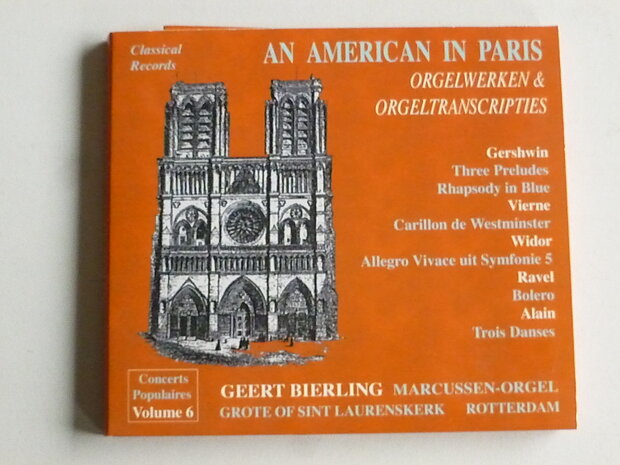 Classical
Records
AN AMERICAN IN PARIS
ORGELWERKEN &
ORGELTRANSCRIPTIES
Gershwin
Three Preludes
Rhapsody in Blue
Vierne
Carillon de Westminster
Widor
Allegro Vivace uit Symfonie 5
Ravel
Bolero
Alain
Trois Danses
Concerts
Populaires
Volume 6
GEERT BIERLING MARCUSSEN-ORGEL
GROTE OF SINT LAURENSKERK ROTTERDAM